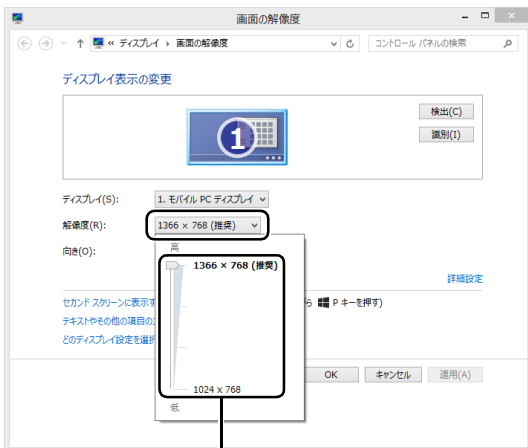 画面の解像度
« ディスプレイ ▸ 画面の解像度
コントロール パネルの検索
ディスプレイ表示の変更
1
検出(C)
識別(I)
ディスプレイ(S):
1. モバイル PC ディスプレイ
解像度(R):
1366 × 768 (推奨)
向き(O):
高
1366 × 768 (推奨)
1024 x 768
低
詳細設定
セカンド スクリーンに表示す
P キーを押す)
テキストやその他の項目の
どのディスプレイ設定を選択
OK
キャンセル
適用(A)